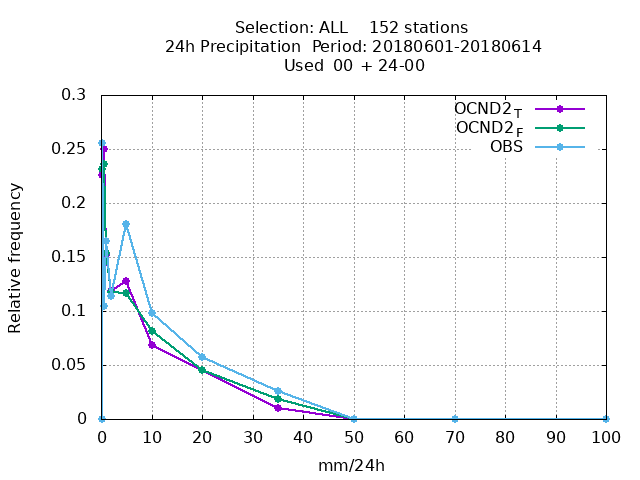 Selection: ALL    152 stations
24h Precipitation  Period: 20180601-20180614
Used  00 + 24-00
OCND2T
OCND2F
OBS
0.3
0.25
0.2
0.15
0.1
0.05
0
Relative frequency
0 10 20 30 40 50 60 70 80 90 100
mm/24h